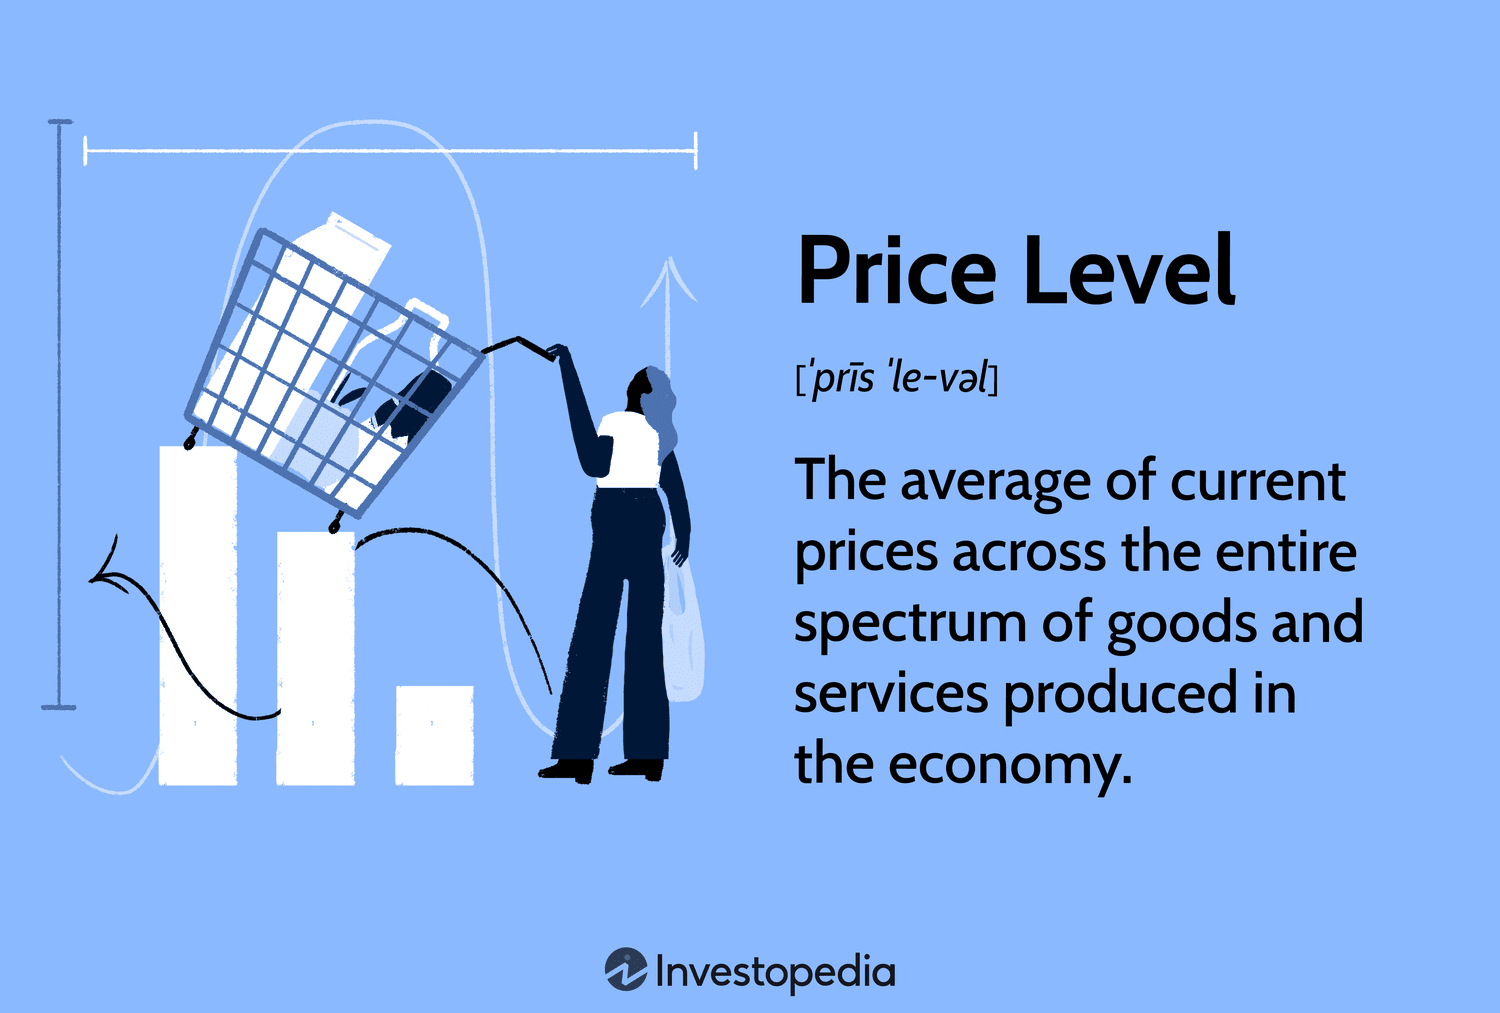 Price Level
[ˈprīs ˈle-vəl]
The average of current
prices across the entire
spectrum of goods and
services produced in
the economy.
Investopedia